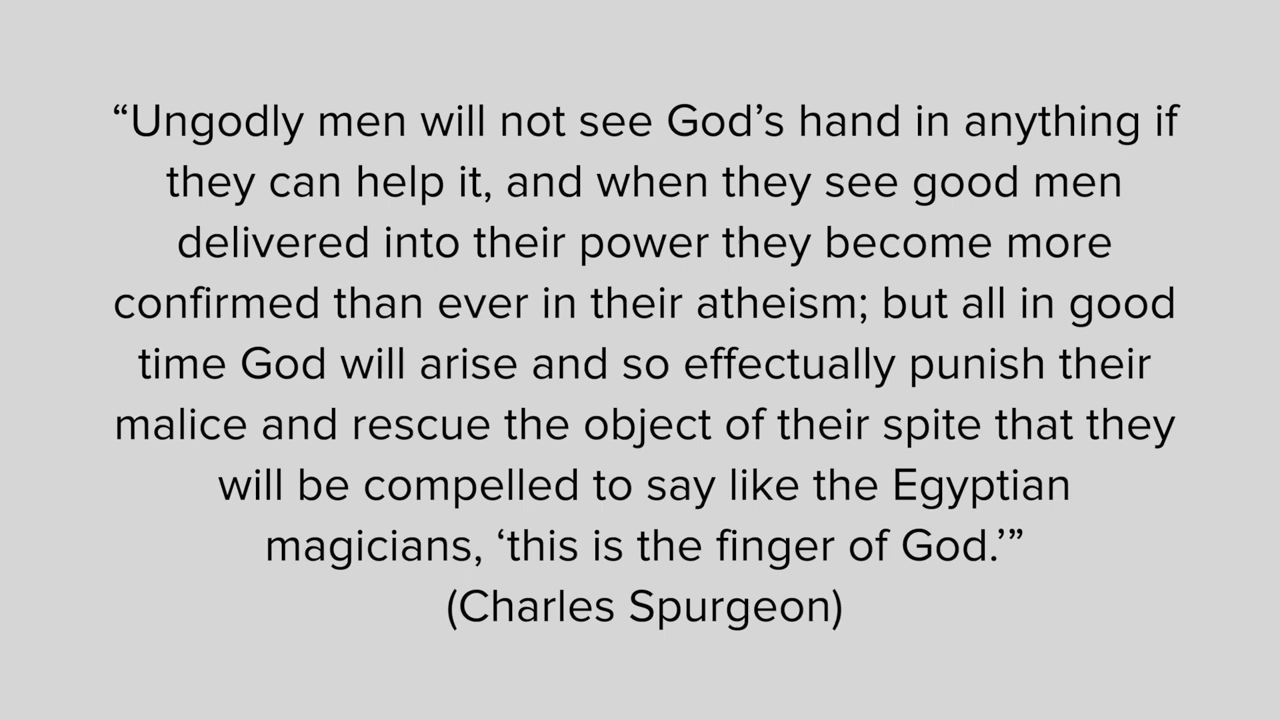 “Ungodly men will not see God’s hand in anything if
they can help it, and when they see good men
delivered into their power they become more
confirmed than ever in their atheism; but all in good
time God will arise and so effectually punish their
malice and rescue the object of their spite that they
will be compelled to say like the Egyptian
magicians, ‘this is the finger of God.’”
(Charles Spurgeon)